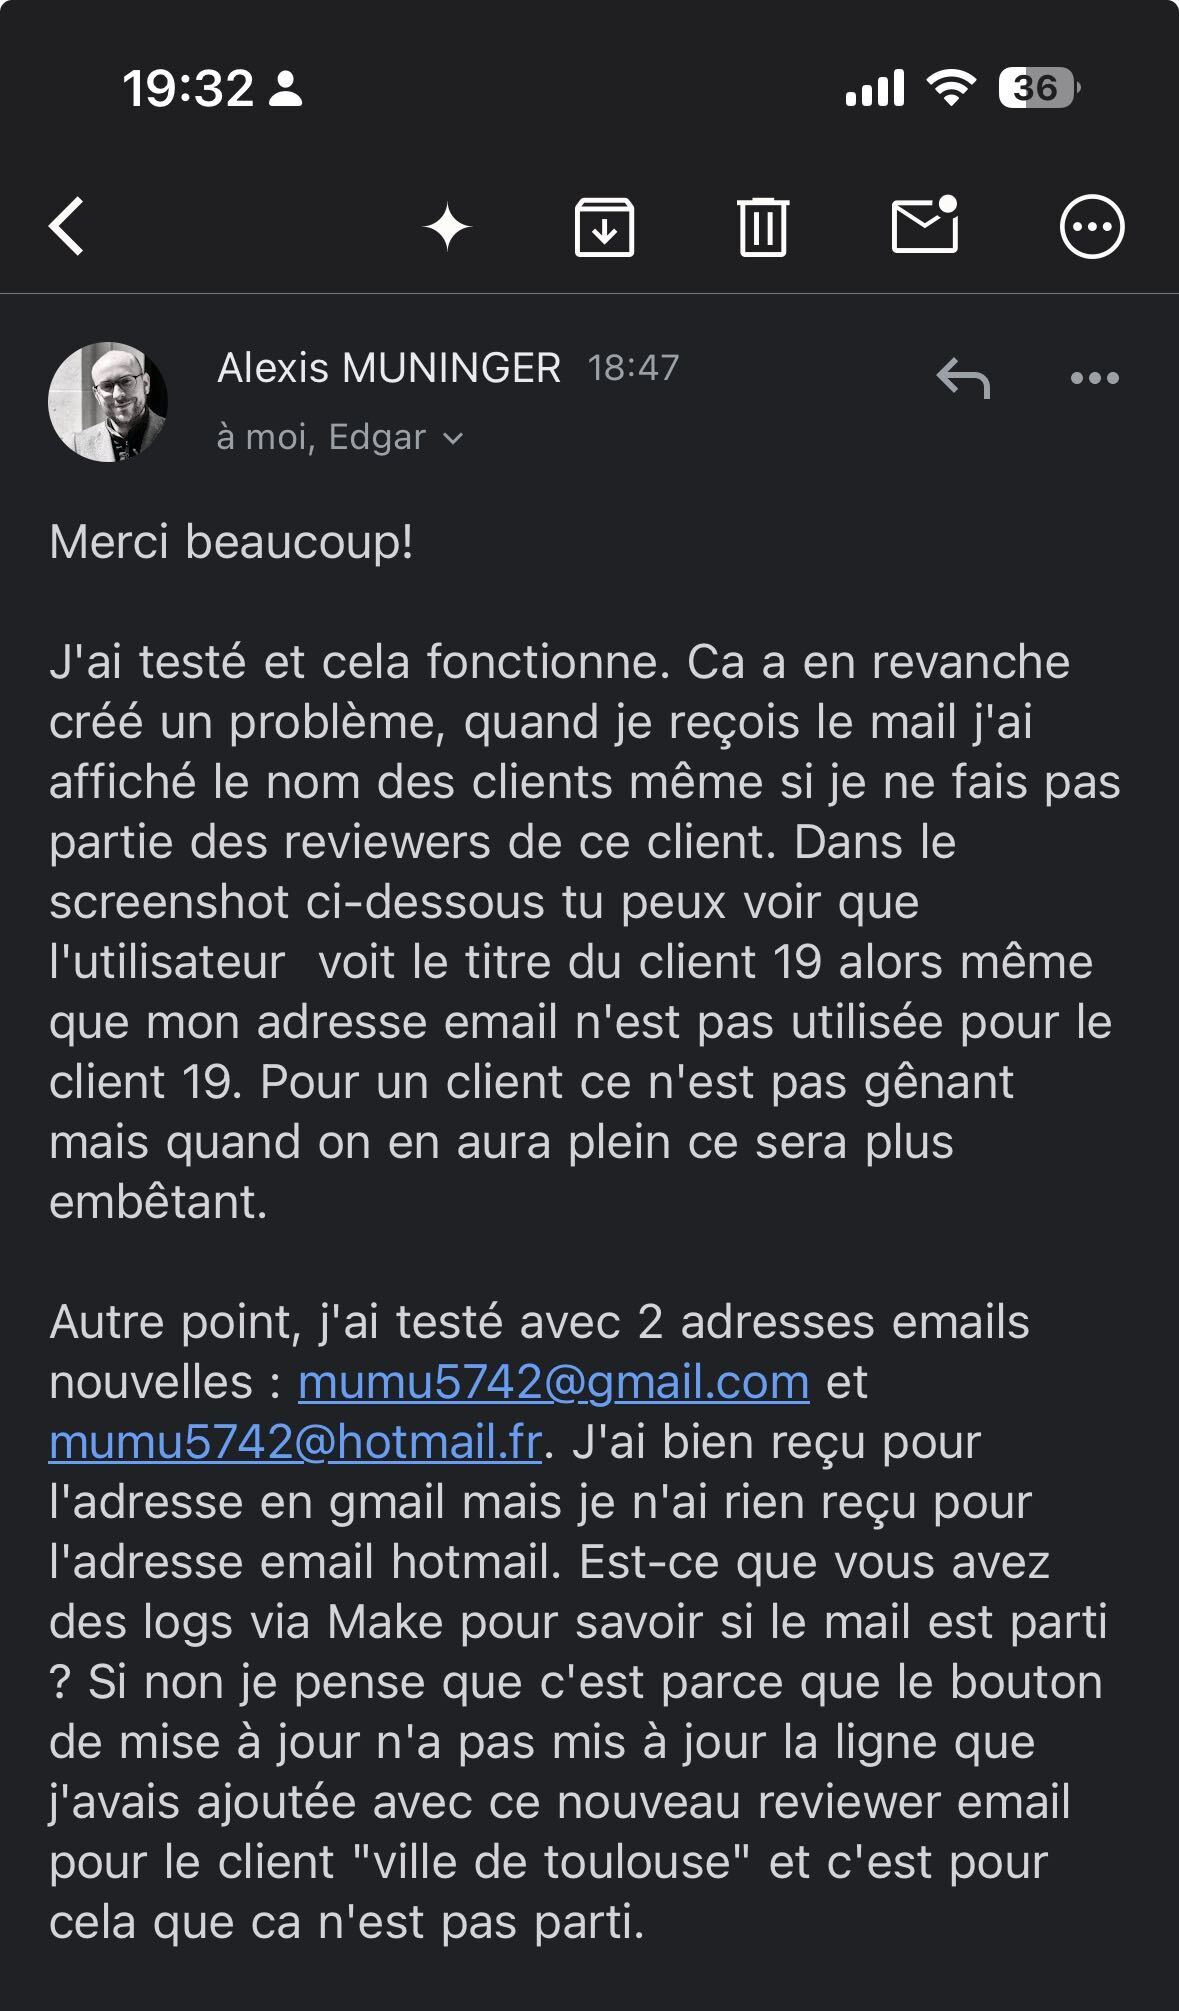 19:32
36
Alexis MUNINGER 18:47
à moi, Edgar
Merci beaucoup!
J'ai testé et cela fonctionne. Ca a en revanche
créé un problème, quand je reçois le mail j'ai
affiché le nom des clients même si je ne fais pas
partie des reviewers de ce client. Dans le
screenshot ci-dessous tu peux voir que
l'utilisateur  voit le titre du client 19 alors même
que mon adresse email n'est pas utilisée pour le
client 19. Pour un client ce n'est pas gênant
mais quand on en aura plein ce sera plus
embêtant.
Autre point, j'ai testé avec 2 adresses emails
nouvelles : mumu5742@gmail.com et
mumu5742@hotmail.fr. J'ai bien reçu pour
l'adresse en gmail mais je n'ai rien reçu pour
l'adresse email hotmail. Est-ce que vous avez
des logs via Make pour savoir si le mail est parti
? Si non je pense que c'est parce que le bouton
de mise à jour n'a pas mis à jour la ligne que
j'avais ajoutée avec ce nouveau reviewer email
pour le client "ville de toulouse" et c'est pour
cela que ca n'est pas parti.